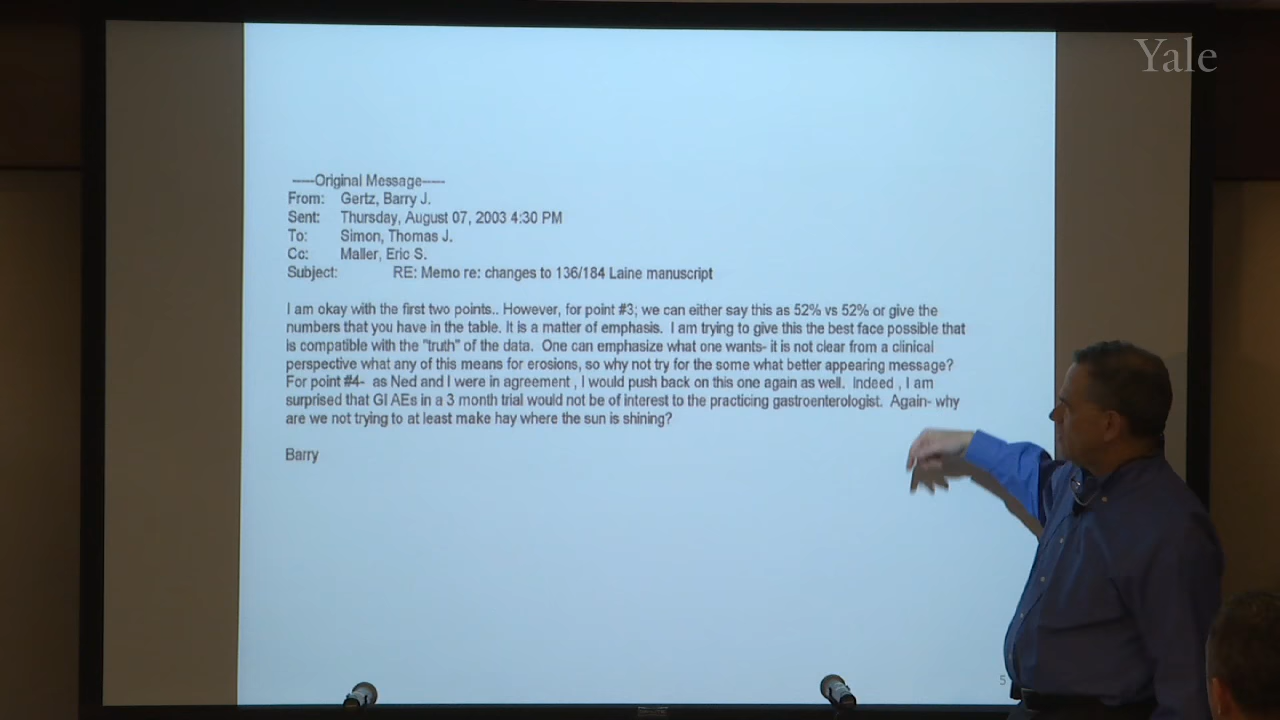 Yale
-----Original Message-----
From: Gertz, Barry J.
Sent: Thursday, August 07, 2003 4:30 PM
To: Simon, Thomas J.
Cc: Maller, Eric S.
Subject: RE: Memo re: changes to 136/184 Laine manuscript
I am okay with the first two points.. However, for point #3; we can either say this as 52% vs 52% or give the
numbers that you have in the table. It is a matter of emphasis. I am trying to give this the best face possible that
is compatible with the "truth" of the data. One can emphasize what one wants- it is not clear from a clinical
perspective what any of this means for erosions, so why not try for the some what better appearing message?
For point #4- as Ned and I were in agreement , I would push back on this one again as well. Indeed , I am
surprised that GI AEs in a 3 month trial would not be of interest to the practicing gastroenterologist. Again- why
are we not trying to at least make hay where the sun is shining?
Barry
5